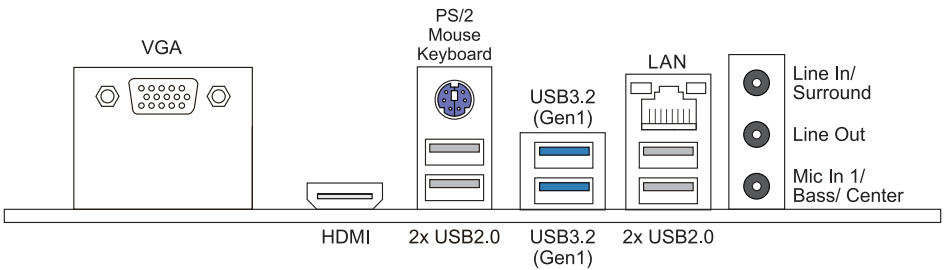 PS/2
Mouse
Keyboard
VGA
LAN
USB3.2
(Gen1)
Line In/
Surround
Line Out
Mic In 1/
Bass/ Center
HDMI
2x USB2.0
USB3.2
(Gen1)
2x USB2.0